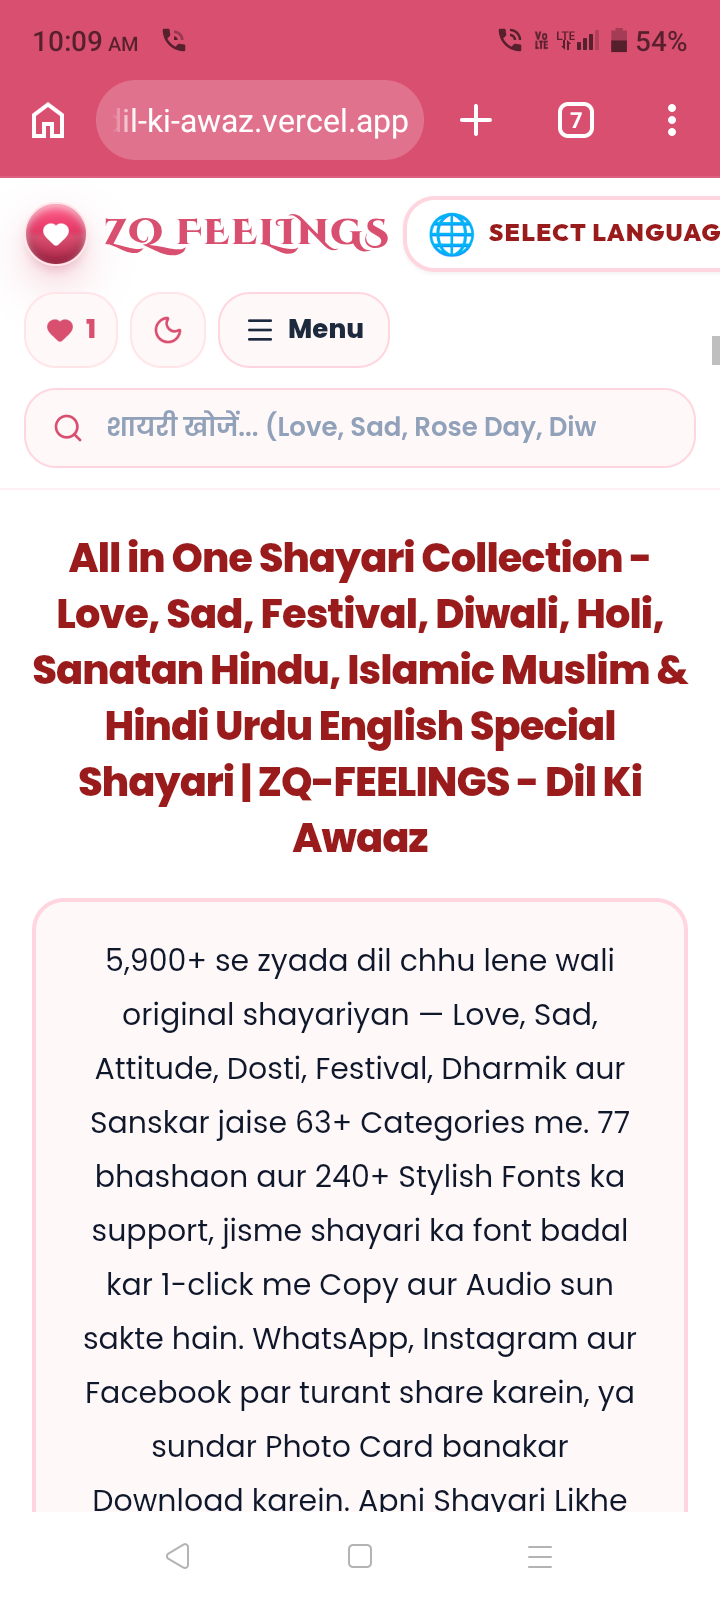 10:09 AM
Vo LTE LTE 54%
dil-ki-awaz.vercel.app
7
ZQ FEELINGS
SELECT LANGUAG
1
Menu
शायरी खोजें... (Love, Sad, Rose Day, Diw
All in One Shayari Collection -
Love, Sad, Festival, Diwali, Holi,
Sanatan Hindu, Islamic Muslim &
Hindi Urdu English Special
Shayari | ZQ-FEELINGS - Dil Ki
Awaaz
5,900+ se zyada dil chhu lene wali
original shayariyan — Love, Sad,
Attitude, Dosti, Festival, Dharmik aur
Sanskar jaise 63+ Categories me. 77
bhashaon aur 240+ Stylish Fonts ka
support, jisme shayari ka font badal
kar 1-click me Copy aur Audio sun
sakte hain. WhatsApp, Instagram aur
Facebook par turant share karein, ya
sundar Photo Card banakar
Download karein. Apni Shayari Likhe